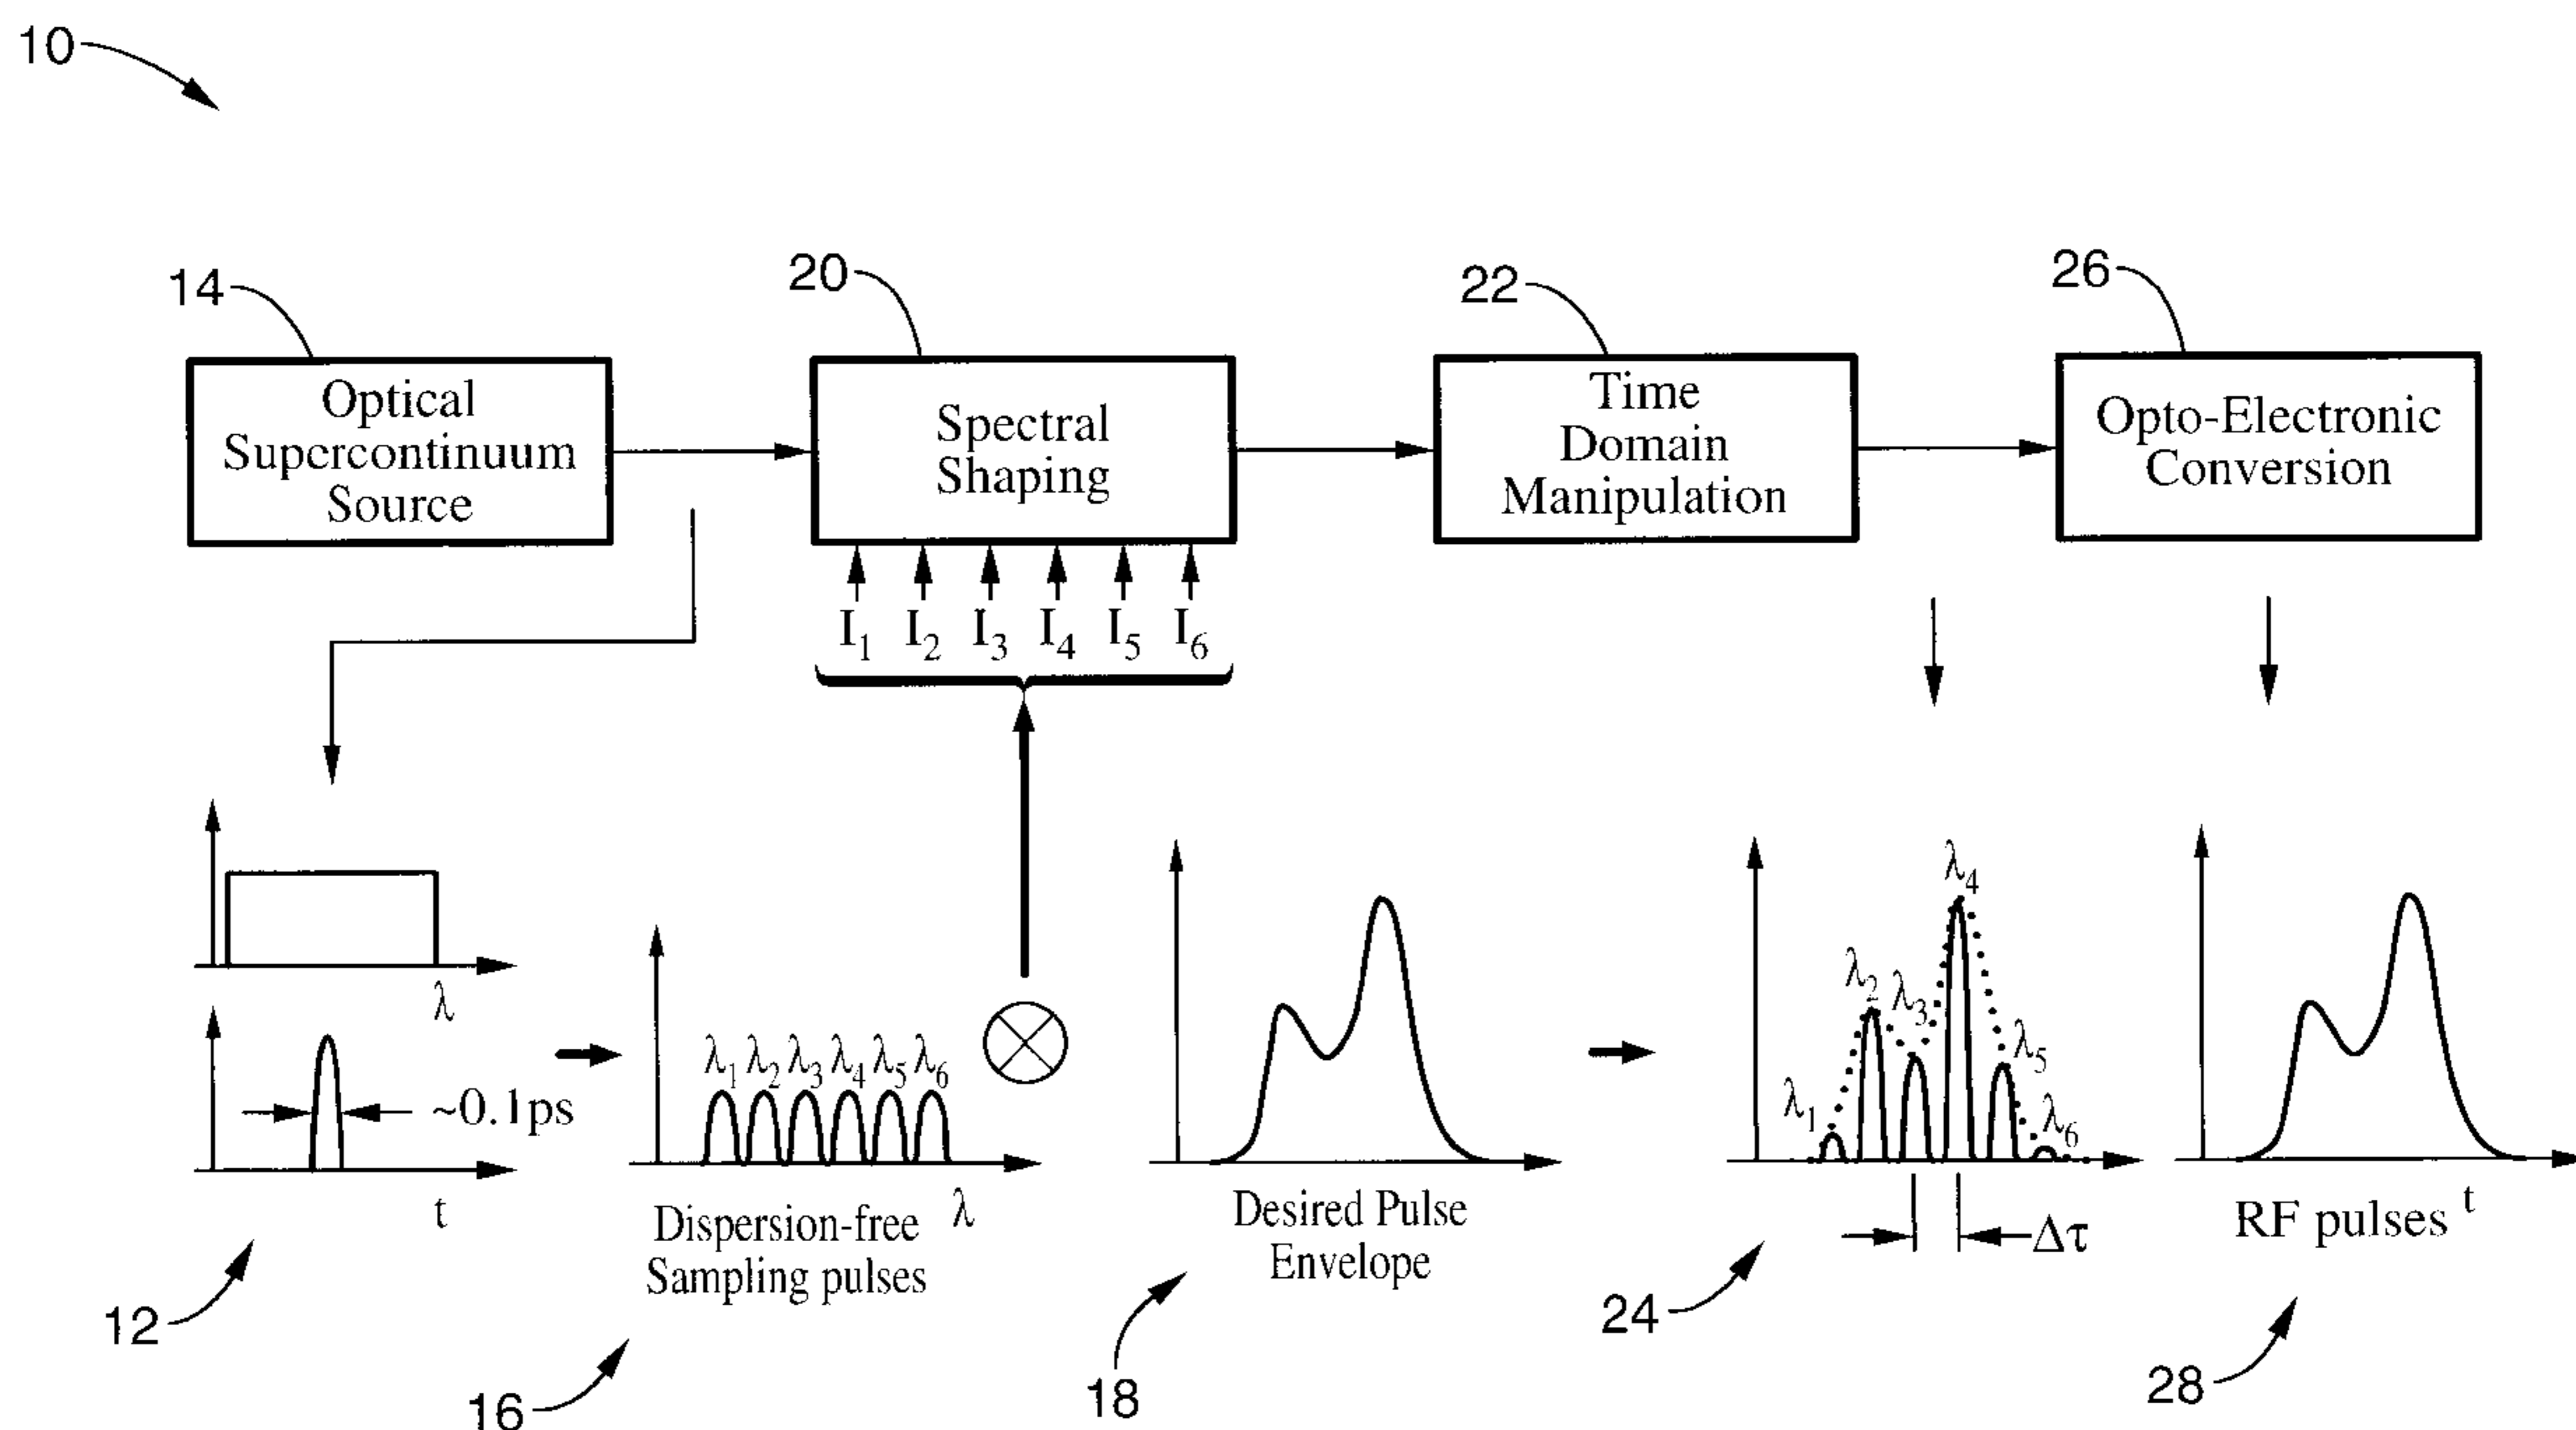 10
14
20
22
26
Optical
Supercontinuum
Source
Spectral
Shaping
Time
Domain
Manipulation
Opto-Electronic
Conversion
I1 I2 I3 I4 I5 I6
λ
~0.1ps
t
λ1 λ2 λ3 λ4 λ5 λ6
λ
Dispersion-free
Sampling pulses
Desired Pulse
Envelope
λ1 λ2 λ3 λ4 λ5 λ6
Δτ
RF pulses t
12
16
18
24
28